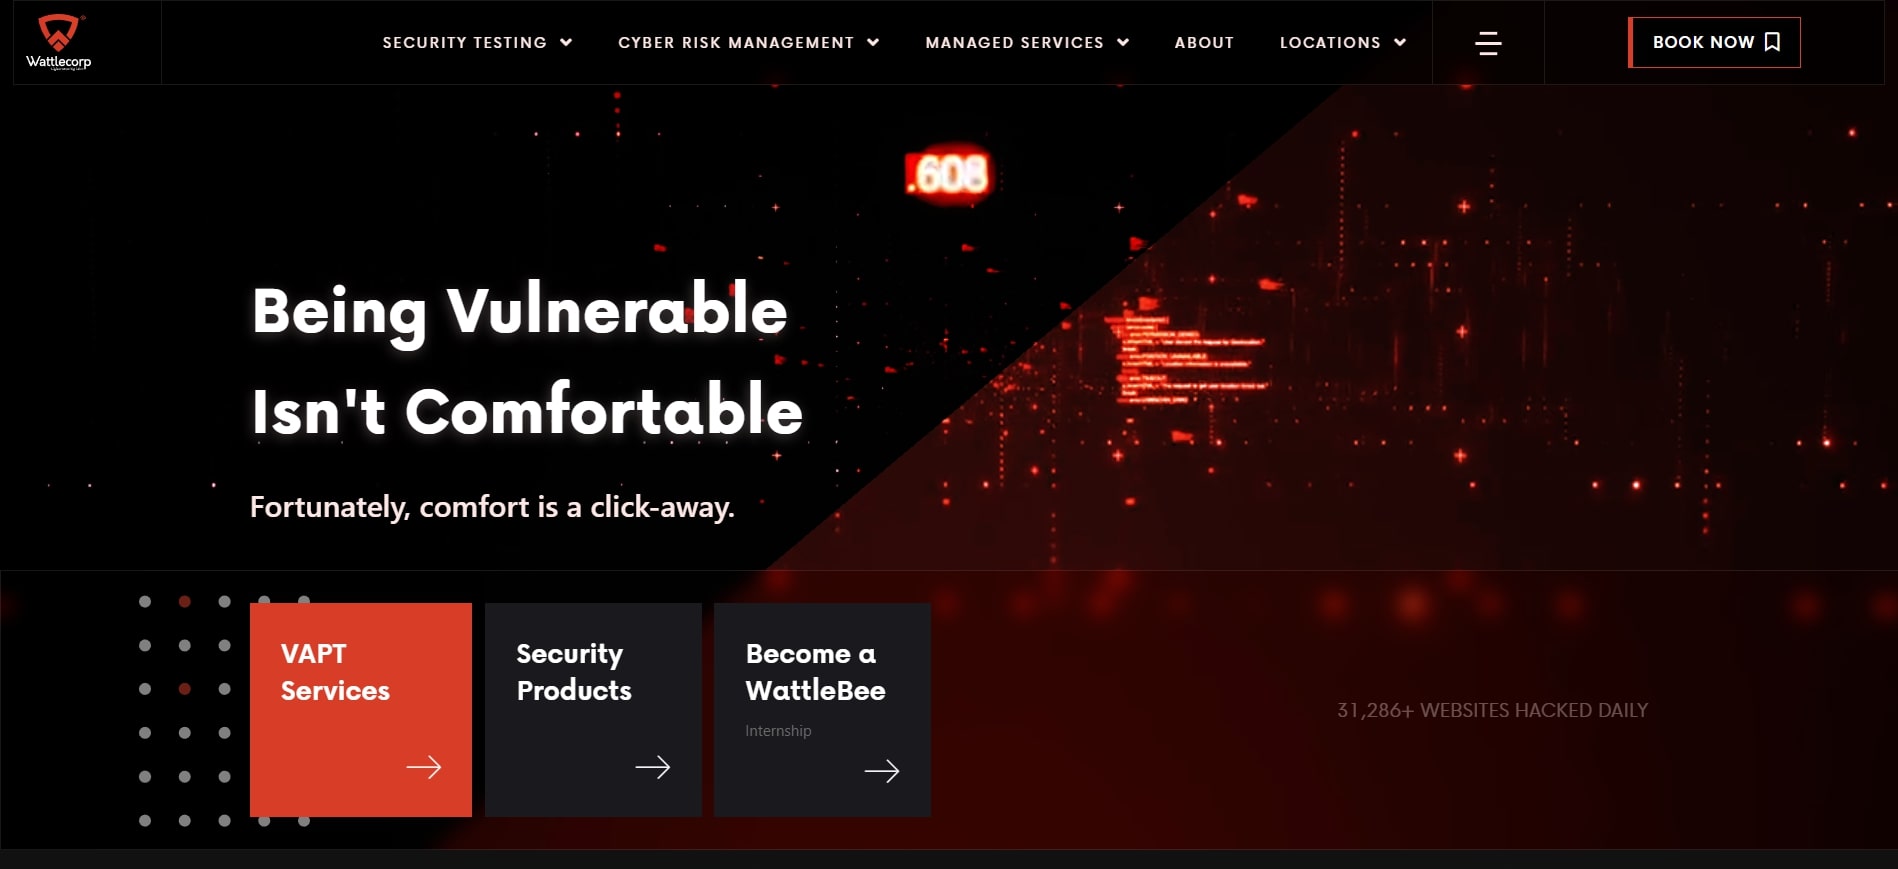 Wattlecorp
SECURITY TESTING
CYBER RISK MANAGEMENT
MANAGED SERVICES
ABOUT
LOCATIONS
BOOK NOW
.608
Being Vulnerable
Isn't Comfortable
Fortunately, comfort is a click-away.
VAPT
Services
Security
Products
Become a
WattleBee
Internship
31,286+ WEBSITES HACKED DAILY